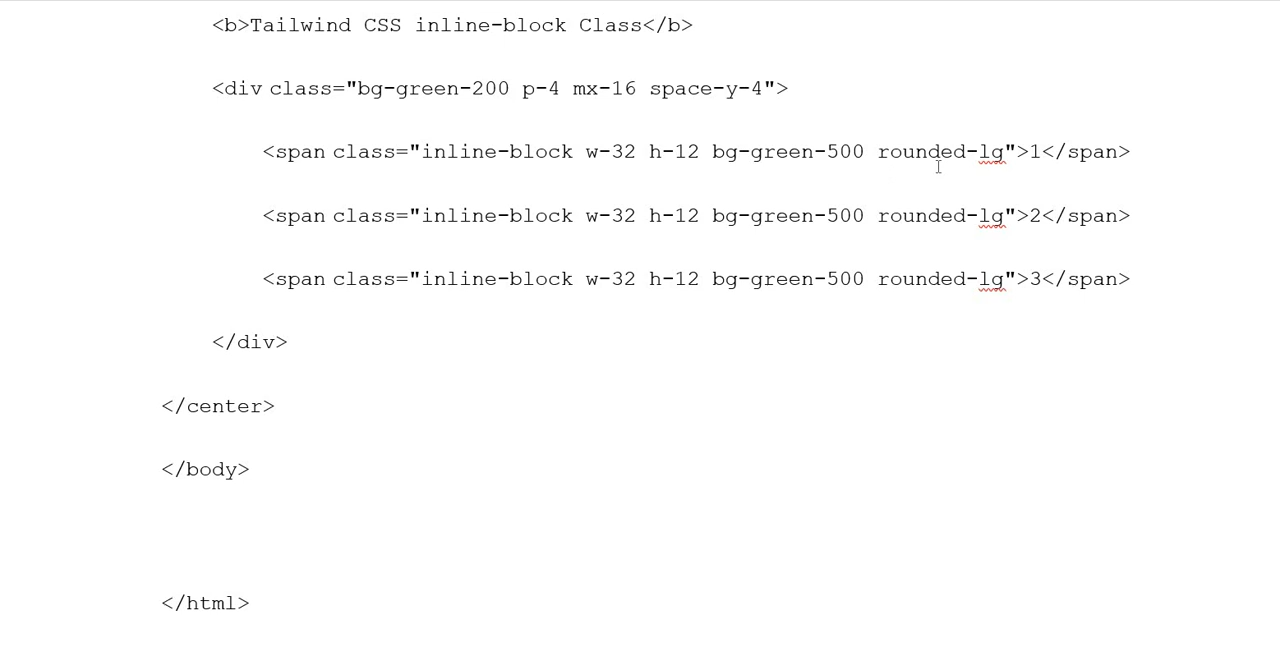 <b>Tailwind CSS inline-block Class</b>
<div class="bg-green-200 p-4 mx-16 space-y-4">
<span class="inline-block w-32 h-12 bg-green-500 rounded-lg">1</span>
<span class="inline-block w-32 h-12 bg-green-500 rounded-lg">2</span>
<span class="inline-block w-32 h-12 bg-green-500 rounded-lg">3</span>
</div>
</center>
</body>
</html>